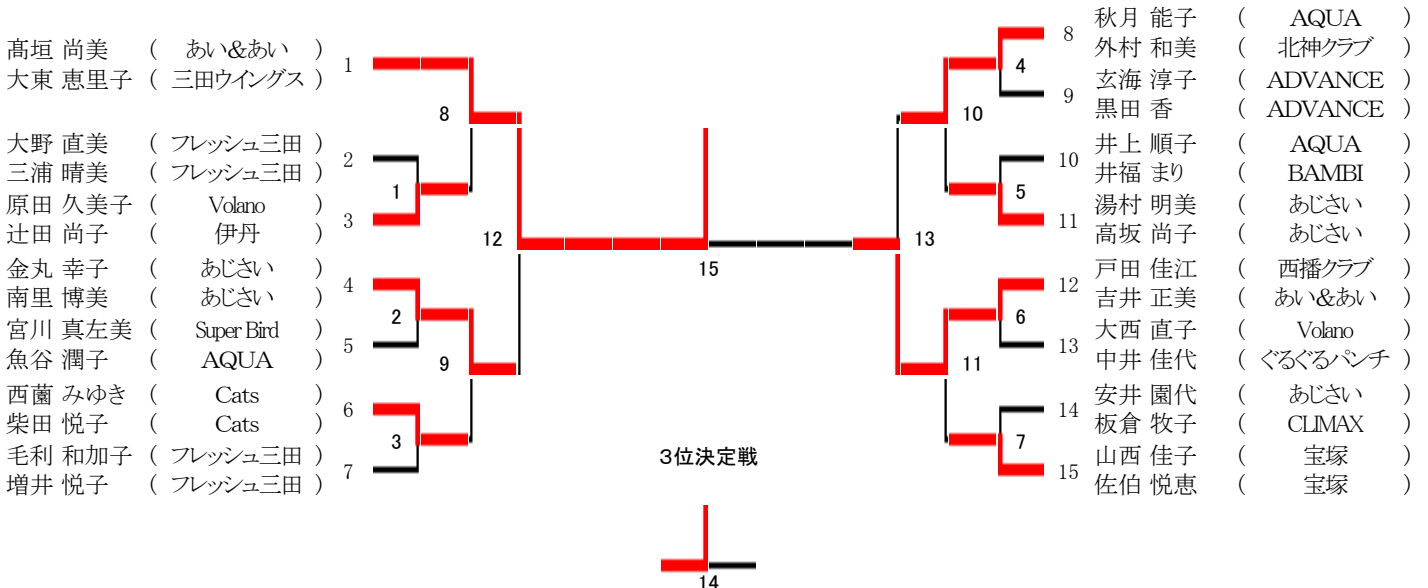 髙垣 尚美 ( あい&あい ) 1
大東 恵里子 ( 三田ウイングス )
8
大野 直美 ( フレッシュ三田 ) 2
三浦 晴美 ( フレッシュ三田 )
1
原田 久美子 ( Volano ) 3
辻田 尚子 ( 伊丹 )
12
金丸 幸子 ( あじさい ) 4
南里 博美 ( あじさい )
2
宮川 真左美 ( Super Bird ) 5
魚谷 潤子 ( AQUA )
9
西薗 みゆき ( Cats ) 6
柴田 悦子 ( Cats )
3
毛利 和加子 ( フレッシュ三田 ) 7
増井 悦子 ( フレッシュ三田 )
15
3位決定戦
14
8 秋月 能子 ( AQUA )
外村 和美 ( 北神クラブ )
4
9 玄海 淳子 ( ADVANCE )
黒田 香 ( ADVANCE )
10
10 井上 順子 ( AQUA )
井福 まり ( BAMBI )
5
11 湯村 明美 ( あじさい )
高坂 尚子 ( あじさい )
13
12 戸田 佳江 ( 西播クラブ )
吉井 正美 ( あい&あい )
6
13 大西 直子 ( Volano )
中井 佳代 ( ぐるぐるパンチ )
11
14 安井 園代 ( あじさい )
板倉 牧子 ( CLIMAX )
7
15 山西 佳子 ( 宝塚 )
佐伯 悦恵 ( 宝塚 )